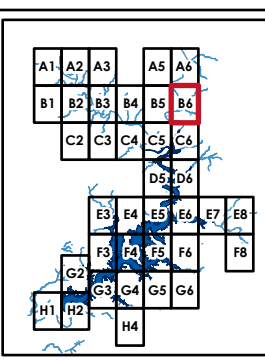 A1 A2 A3 A5 A6
B1 B2 B3 B4 B5 B6
C2 C3 C4 C5 C6
D5 D6
E3 E4 E5 E6 E7 E8
F3 F4 F5 F6 F8
G2
G3 G4 G5 G6
H1 H2
H4